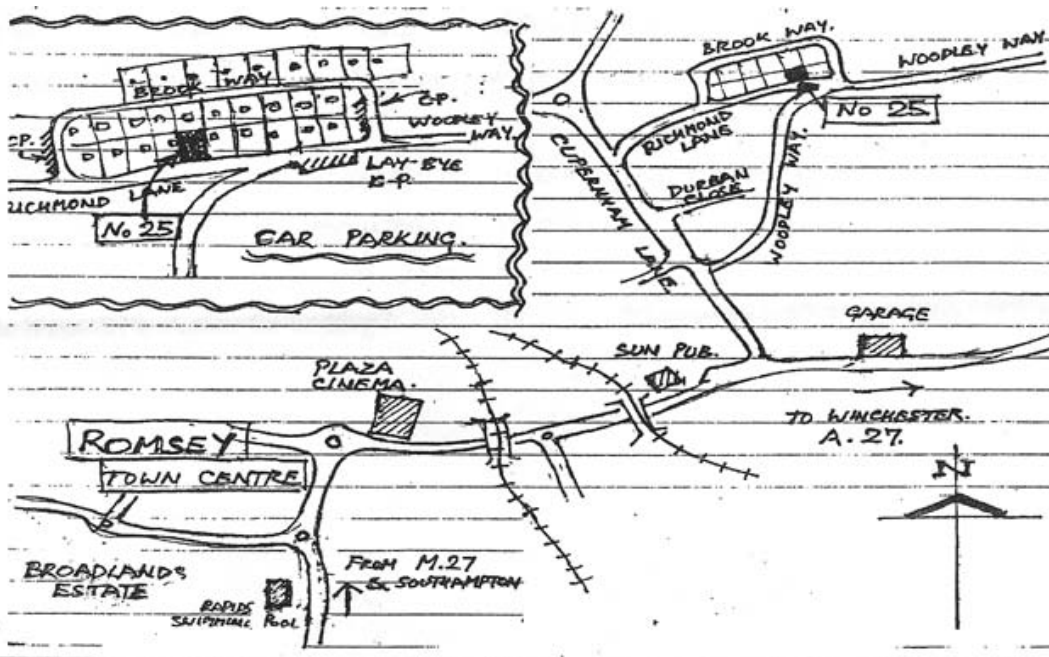 BROOK WAY
C.P.
WOODLEY
WAY.
C.P.
LAY-BYE
C-P.
RICHMOND
LANE
No 25
CAR PARKING.
BROOK WAY.
WOODLEY WAY.
No 25
RICHMOND
LANE
WOODLEY WAY.
DURBAN
CLOSE
CUPERNHAM LANE.
GARAGE
SUN PUB.
PLAZA
CINEMA.
TO WINCHESTER.
A.27.
ROMSEY
TOWN CENTRE
N
FROM M.27
& SOUTHAMPTON
BROADLANDS
ESTATE
RAPIDS
SWIMMING POOL